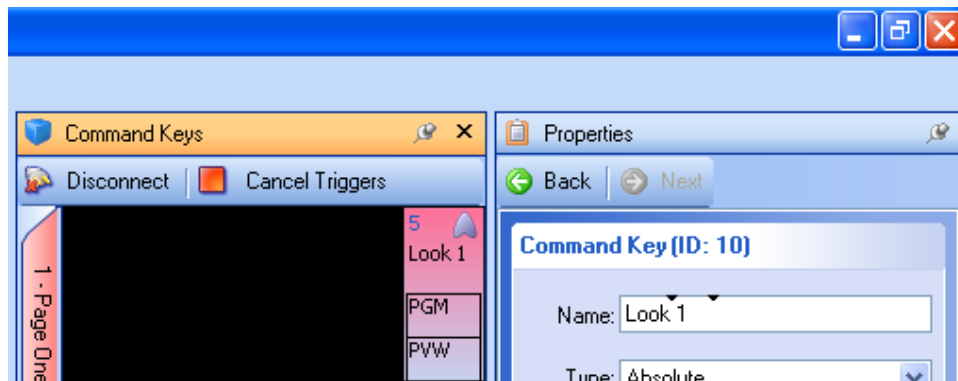 Command Keys
Disconnect Cancel Triggers
1 - Page One
5
Look 1
PGM
PVW
Properties
Back Next
Command Key (ID: 10)
Name: Look 1
Type: Absolute